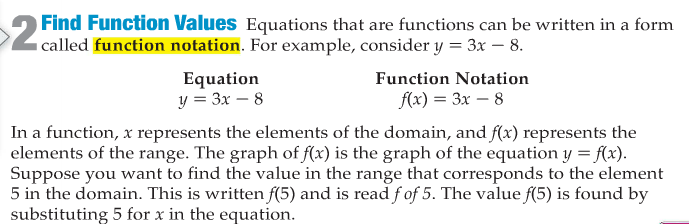 2 Find Function Values Equations that are functions can be written in a form
called function notation. For example, consider y = 3x − 8.
Equation Function Notation
y = 3x − 8 f(x) = 3x − 8
In a function, x represents the elements of the domain, and f(x) represents the
elements of the range. The graph of f(x) is the graph of the equation y = f(x).
Suppose you want to find the value in the range that corresponds to the element
5 in the domain. This is written f(5) and is read f of 5. The value f(5) is found by
substituting 5 for x in the equation.